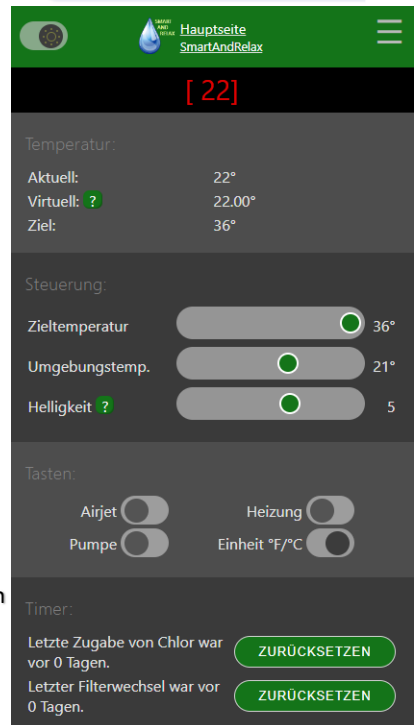 SMART
AND
RELAX
Hauptseite
SmartAndRelax
[ 22]
Temperatur:
Aktuell: 22°
Virtuell: ? 22.00°
Ziel: 36°
Steuerung:
Zieltemperatur 36°
Umgebungstemp. 21°
Helligkeit ? 5
Tasten:
Airjet Heizung
Pumpe Einheit °F/°C
n
Timer:
Letzte Zugabe von Chlor war
vor 0 Tagen.
ZURÜCKSETZEN
Letzter Filterwechsel war vor
0 Tagen.
ZURÜCKSETZEN